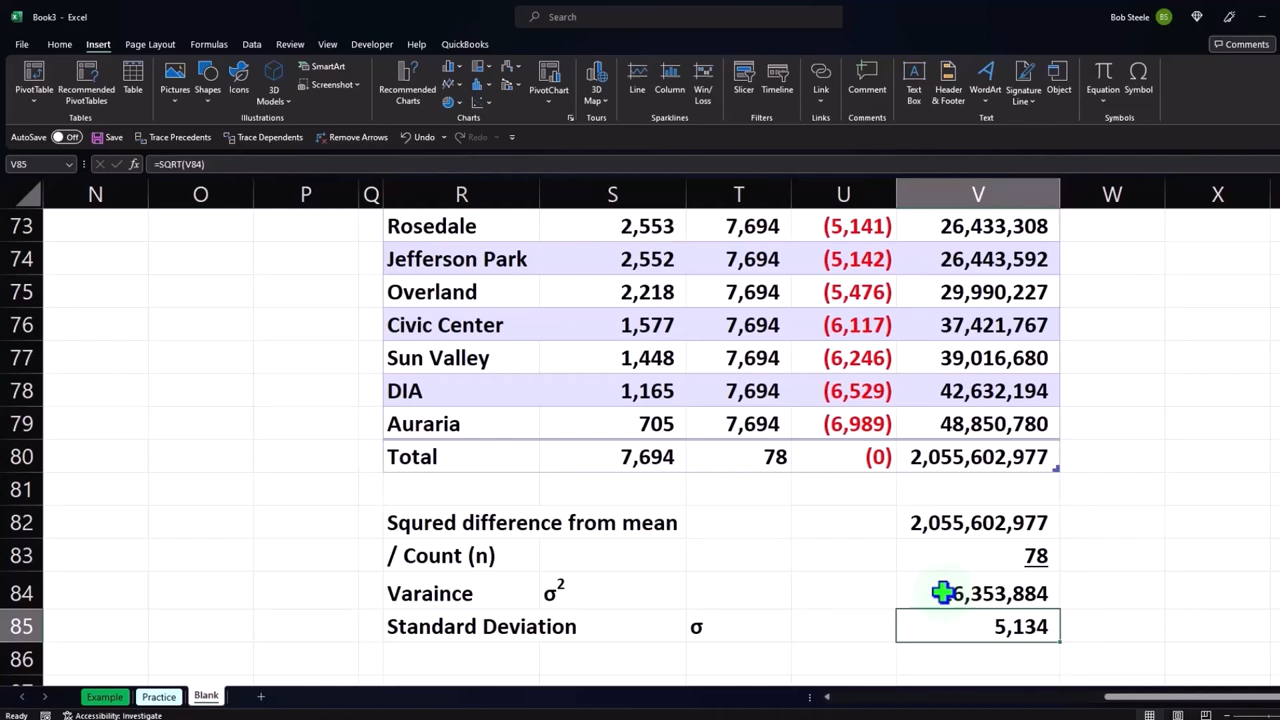 Book3 - Excel
Search
Bob Steele BS
File Home Insert Page Layout Formulas Data Review View Developer Help QuickBooks
Comments
PivotTable
Recommended PivotTables
Table
Pictures
Shapes
Icons
3D Models
SmartArt
Screenshot
Recommended Charts
PivotChart
3D Map
Line
Column
Win/Loss
Slicer
Timeline
Link
Comment
Text Box
Header & Footer
WordArt
Signature Line
Object
Equation
Symbol
Tables Illustrations Charts Tours Sparklines Filters Links Comments Text Symbols
AutoSave Off Save Trace Precedents Trace Dependents Remove Arrows Undo Redo
V85 fx =SQRT(V84)
N O P Q R S T U V W X
73 Rosedale 2,553 7,694 (5,141) 26,433,308
74 Jefferson Park 2,552 7,694 (5,142) 26,443,592
75 Overland 2,218 7,694 (5,476) 29,990,227
76 Civic Center 1,577 7,694 (6,117) 37,421,767
77 Sun Valley 1,448 7,694 (6,246) 39,016,680
78 DIA 1,165 7,694 (6,529) 42,632,194
79 Auraria 705 7,694 (6,989) 48,850,780
80 Total 7,694 78 (0) 2,055,602,977
81
82 Squred difference from mean 2,055,602,977
83 / Count (n) 78
84 Varaince σ² 6,353,884
85 Standard Deviation σ 5,134
86
Example Practice Blank
Ready Accessibility: Investigate